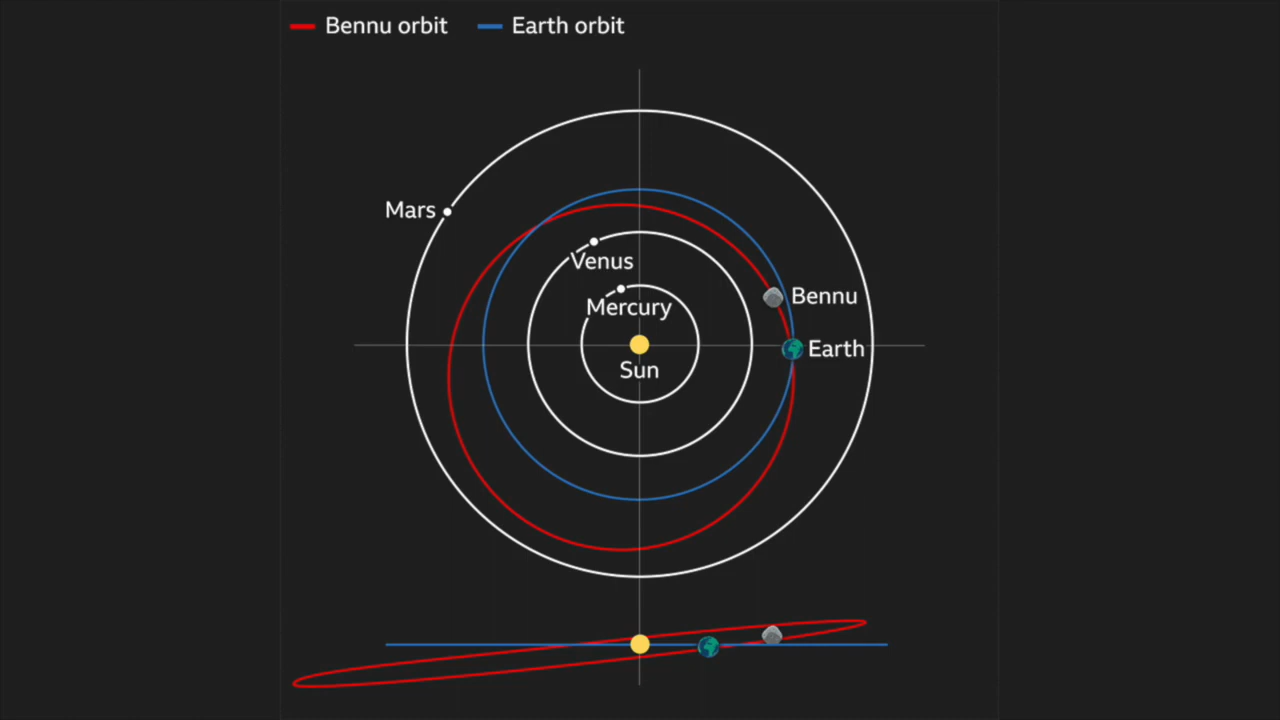 Bennu orbit Earth orbit
Mars
Venus
Bennu
Mercury
Earth
Sun